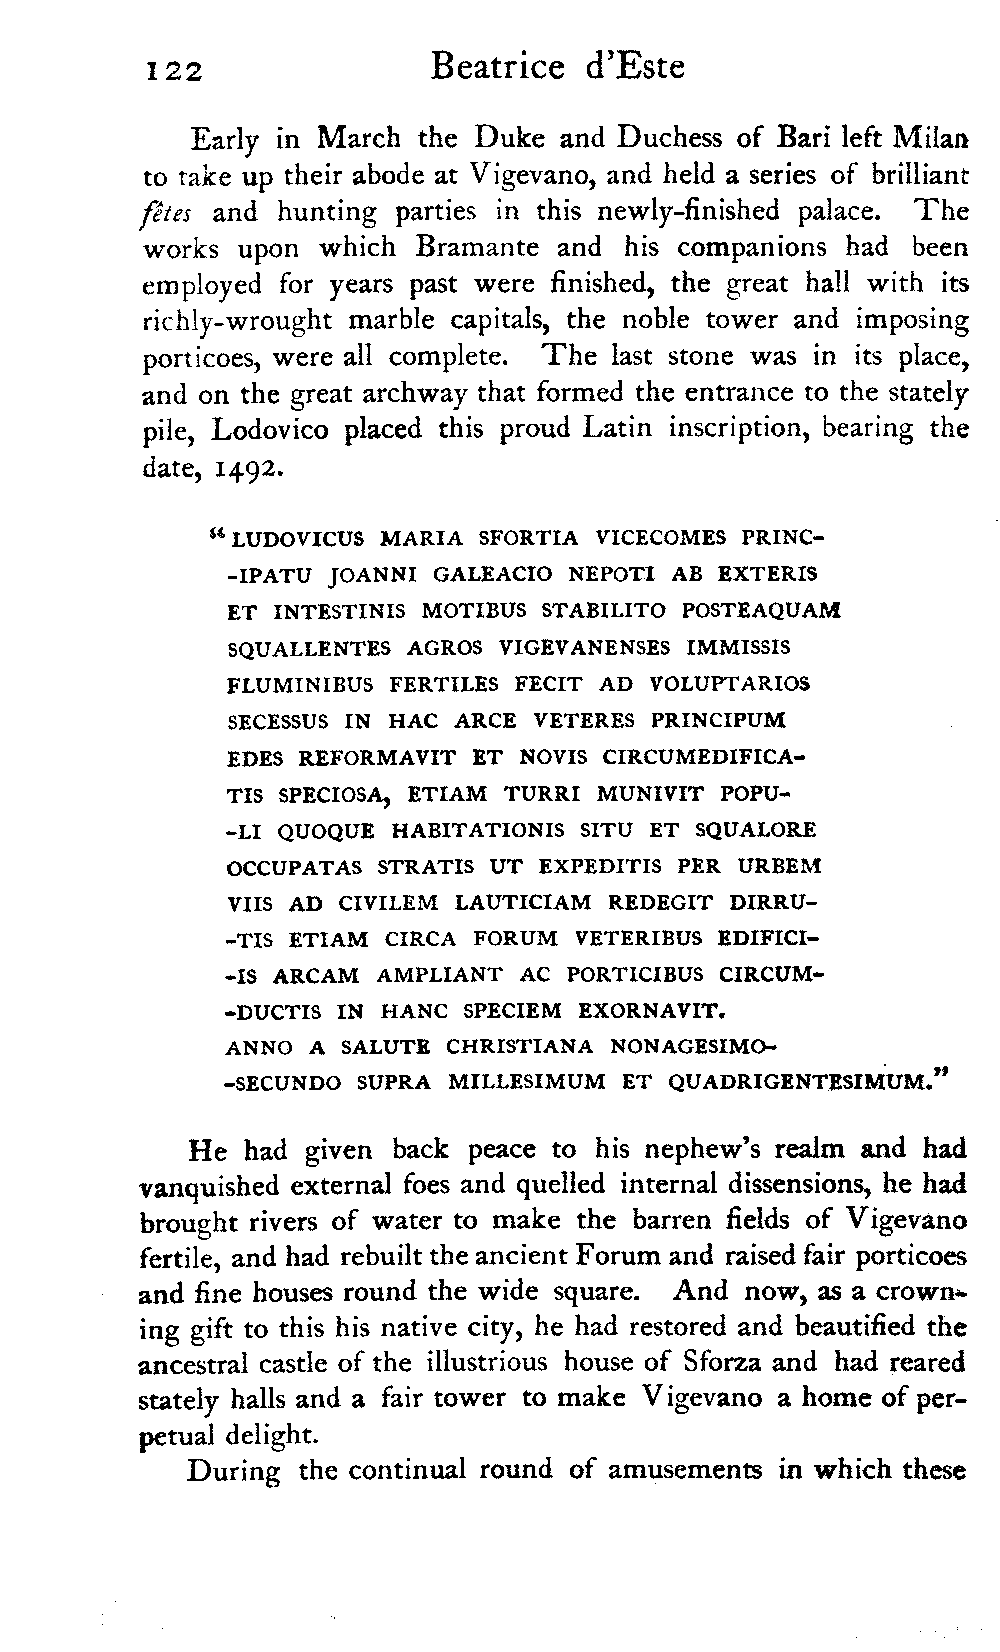 122 Beatrice d'Este
Early in March the Duke and Duchess of Bari left Milan
to take up their abode at Vigevano, and held a series of brilliant
fêtes and hunting parties in this newly-finished palace. The
works upon which Bramante and his companions had been
employed for years past were finished, the great hall with its
richly-wrought marble capitals, the noble tower and imposing
porticoes, were all complete. The last stone was in its place,
and on the great archway that formed the entrance to the stately
pile, Lodovico placed this proud Latin inscription, bearing the
date, 1492.
“LUDOVICUS MARIA SFORTIA VICECOMES PRINC-
-IPATU JOANNI GALEACIO NEPOTI AB EXTERIS
ET INTESTINIS MOTIBUS STABILITO POSTEAQUAM
SQUALLENTES AGROS VIGEVANENSES IMMISSIS
FLUMINIBUS FERTILES FECIT AD VOLUPTARIOS
SECESSUS IN HAC ARCE VETERES PRINCIPUM
EDES REFORMAVIT ET NOVIS CIRCUMEDIFICA-
TIS SPECIOSA, ETIAM TURRI MUNIVIT POPU-
-LI QUOQUE HABITATIONIS SITU ET SQUALORE
OCCUPATAS STRATIS UT EXPEDITIS PER URBEM
VIIS AD CIVILEM LAUTICIAM REDEGIT DIRRU-
-TIS ETIAM CIRCA FORUM VETERIBUS EDIFICI-
-IS ARCAM AMPLIANT AC PORTICIBUS CIRCUM-
-DUCTIS IN HANC SPECIEM EXORNAVIT.
ANNO A SALUTE CHRISTIANA NONAGESIMO-
-SECUNDO SUPRA MILLESIMUM ET QUADRIGENTESIMUM.”
He had given back peace to his nephew's realm and had
vanquished external foes and quelled internal dissensions, he had
brought rivers of water to make the barren fields of Vigevano
fertile, and had rebuilt the ancient Forum and raised fair porticoes
and fine houses round the wide square. And now, as a crown-
ing gift to this his native city, he had restored and beautified the
ancestral castle of the illustrious house of Sforza and had reared
stately halls and a fair tower to make Vigevano a home of per-
petual delight.
During the continual round of amusements in which these